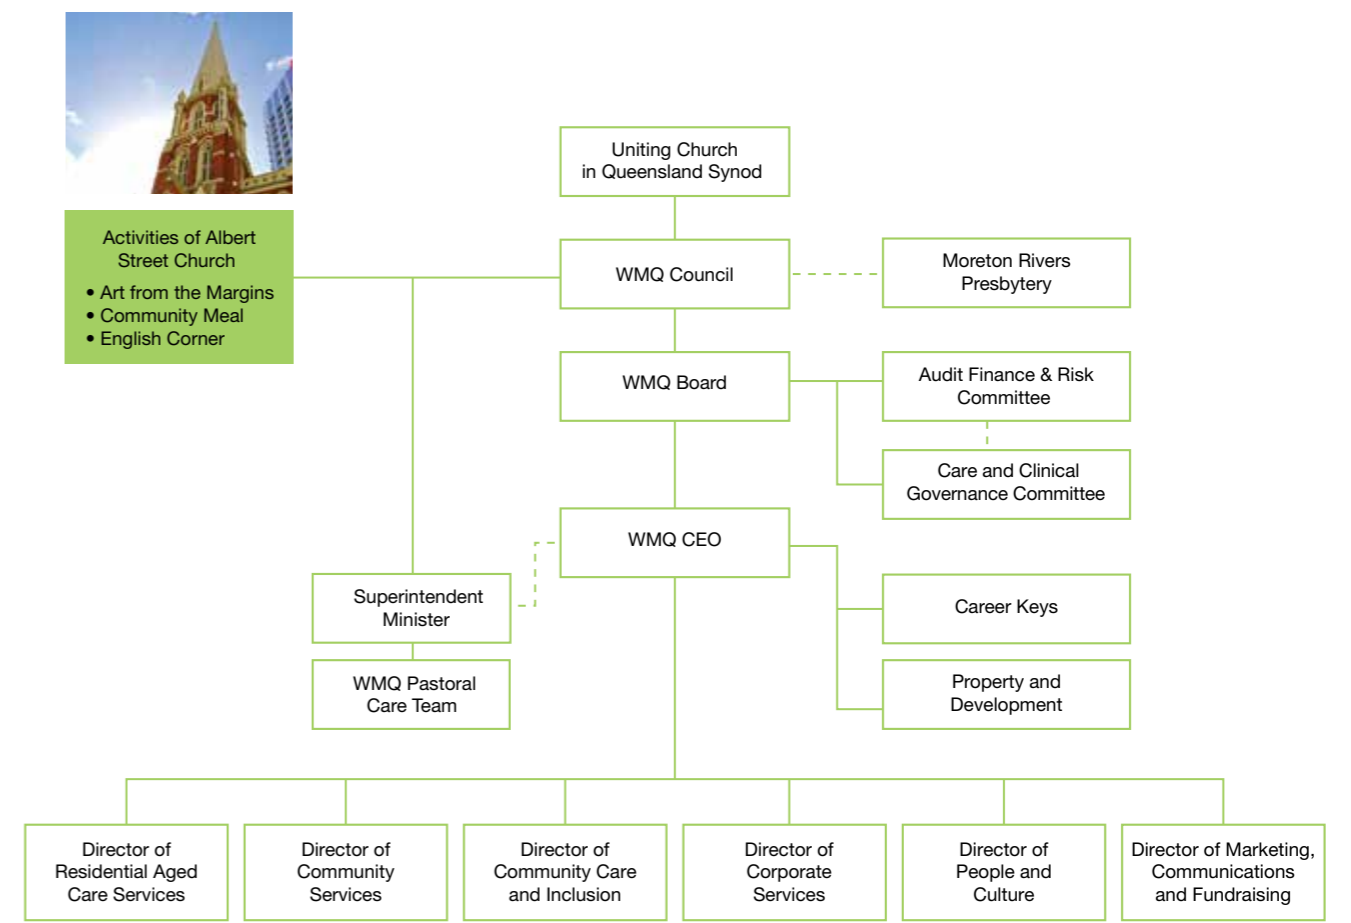 Uniting Church
in Queensland Synod
Activities of Albert
Street Church
• Art from the Margins
• Community Meal
• English Corner
WMQ Council
Moreton Rivers
Presbytery
WMQ Board
Audit Finance & Risk
Committee
Care and Clinical
Governance Committee
WMQ CEO
Superintendent
Minister
Career Keys
WMQ Pastoral
Care Team
Property and
Development
Director of
Residential Aged
Care Services
Director of
Community
Services
Director of
Community Care
and Inclusion
Director of
Corporate
Services
Director of
People and
Culture
Director of Marketing,
Communications
and Fundraising